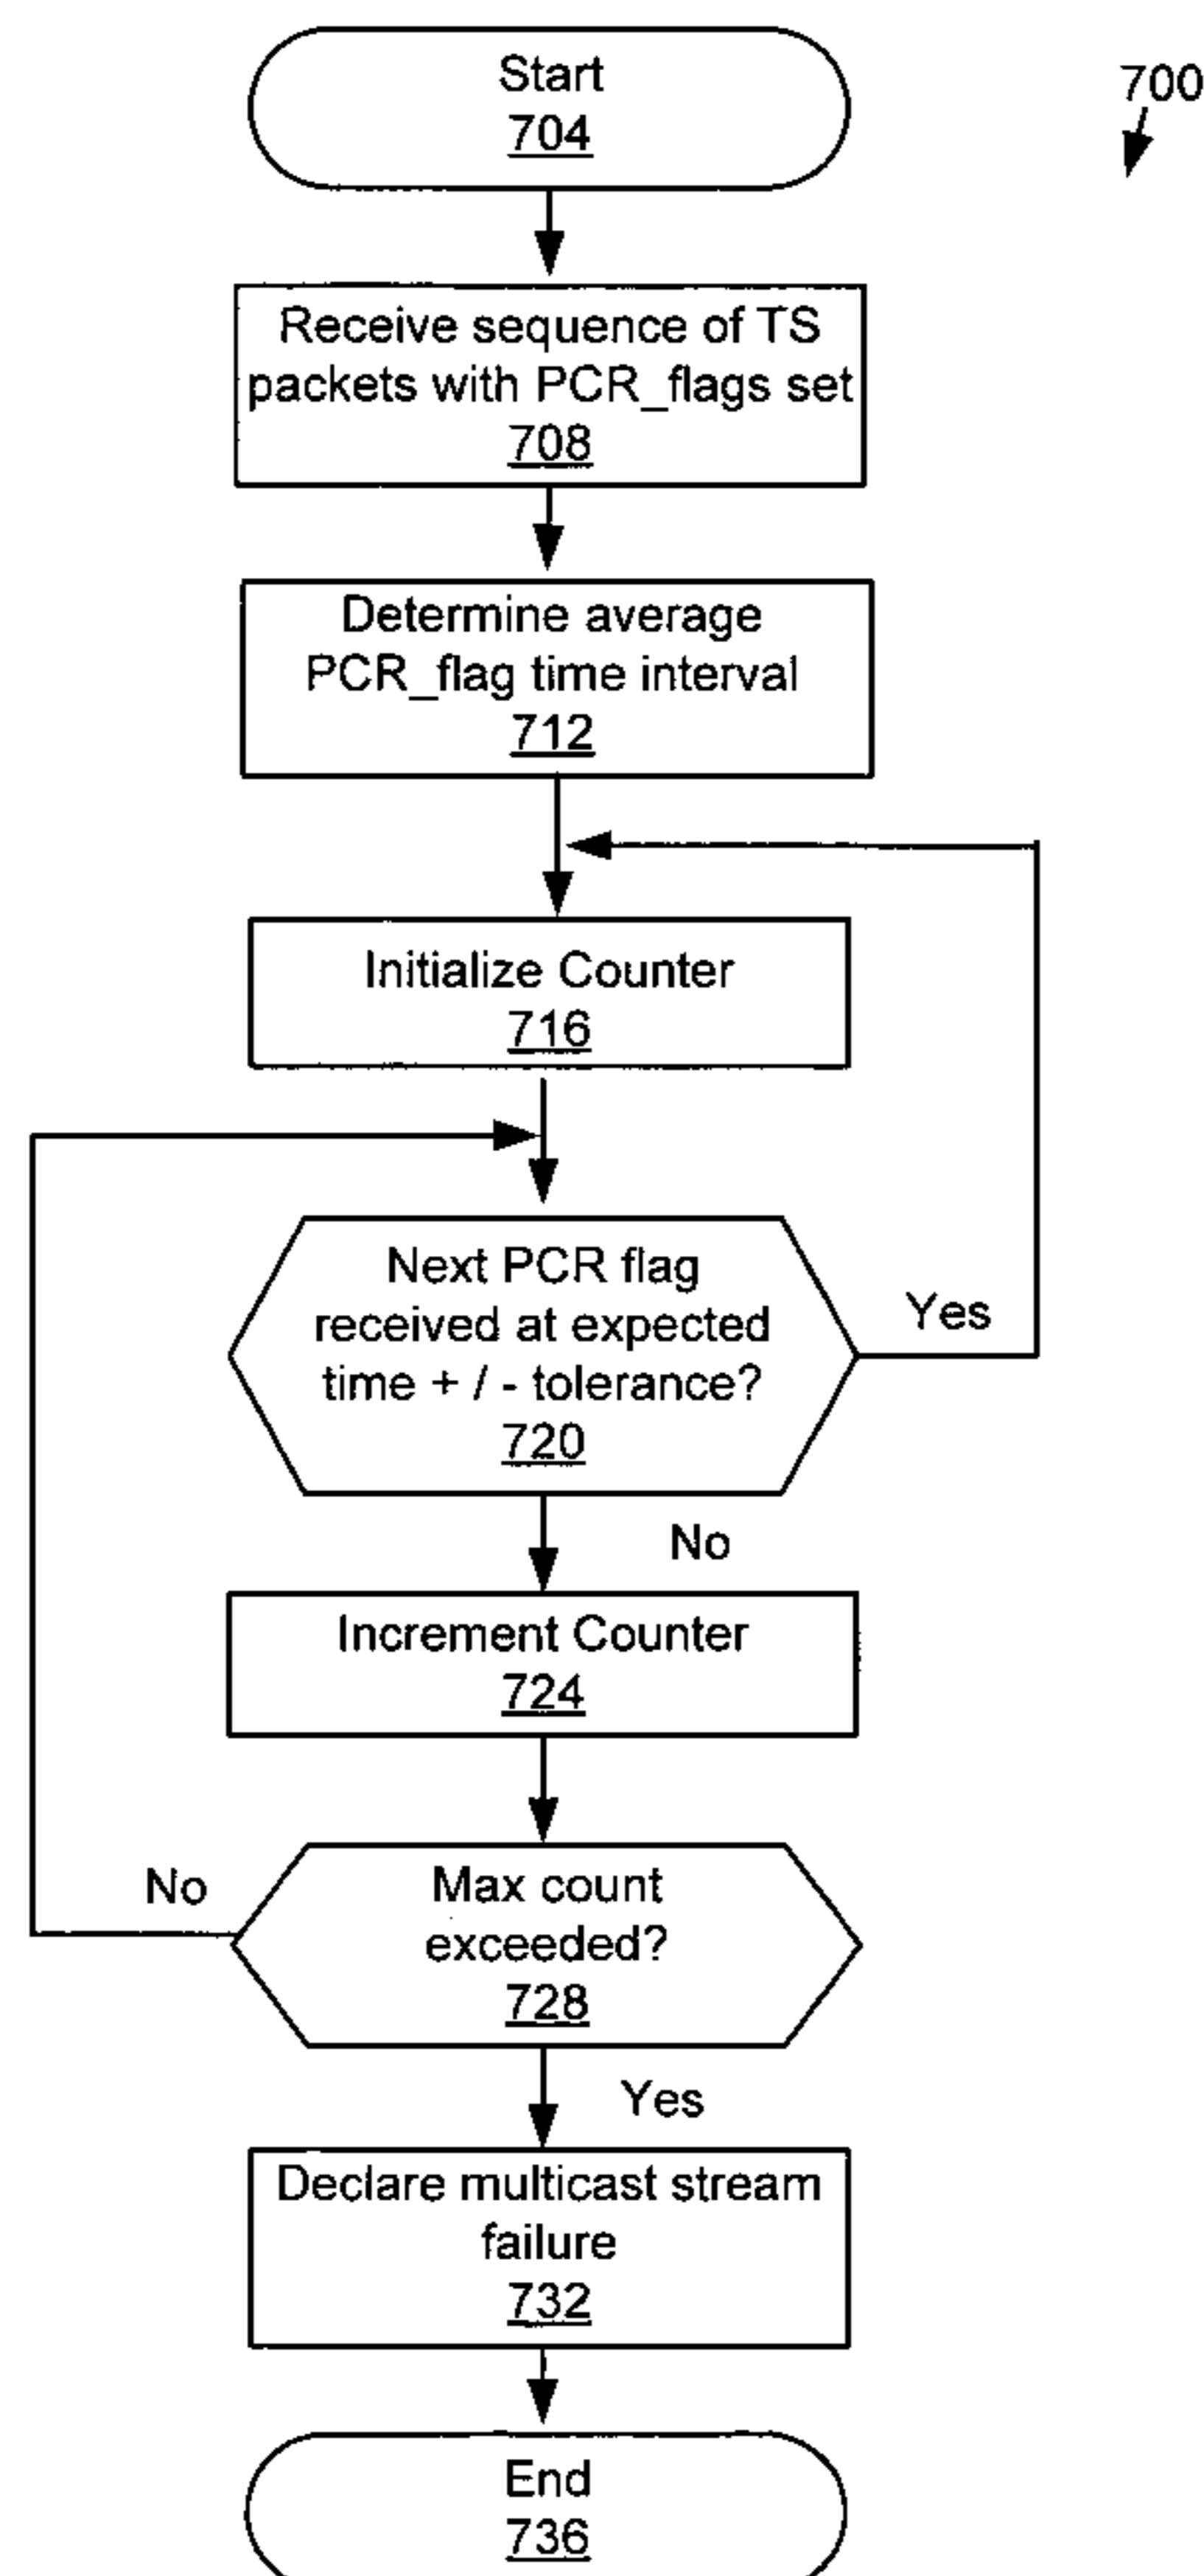 Start
704
700
Receive sequence of TS
packets with PCR_flags set
708
Determine average
PCR_flag time interval
712
Initialize Counter
716
Next PCR flag
received at expected
time + / - tolerance?
720
Yes
No
Increment Counter
724
No
Max count
exceeded?
728
Yes
Declare multicast stream
failure
732
End
736